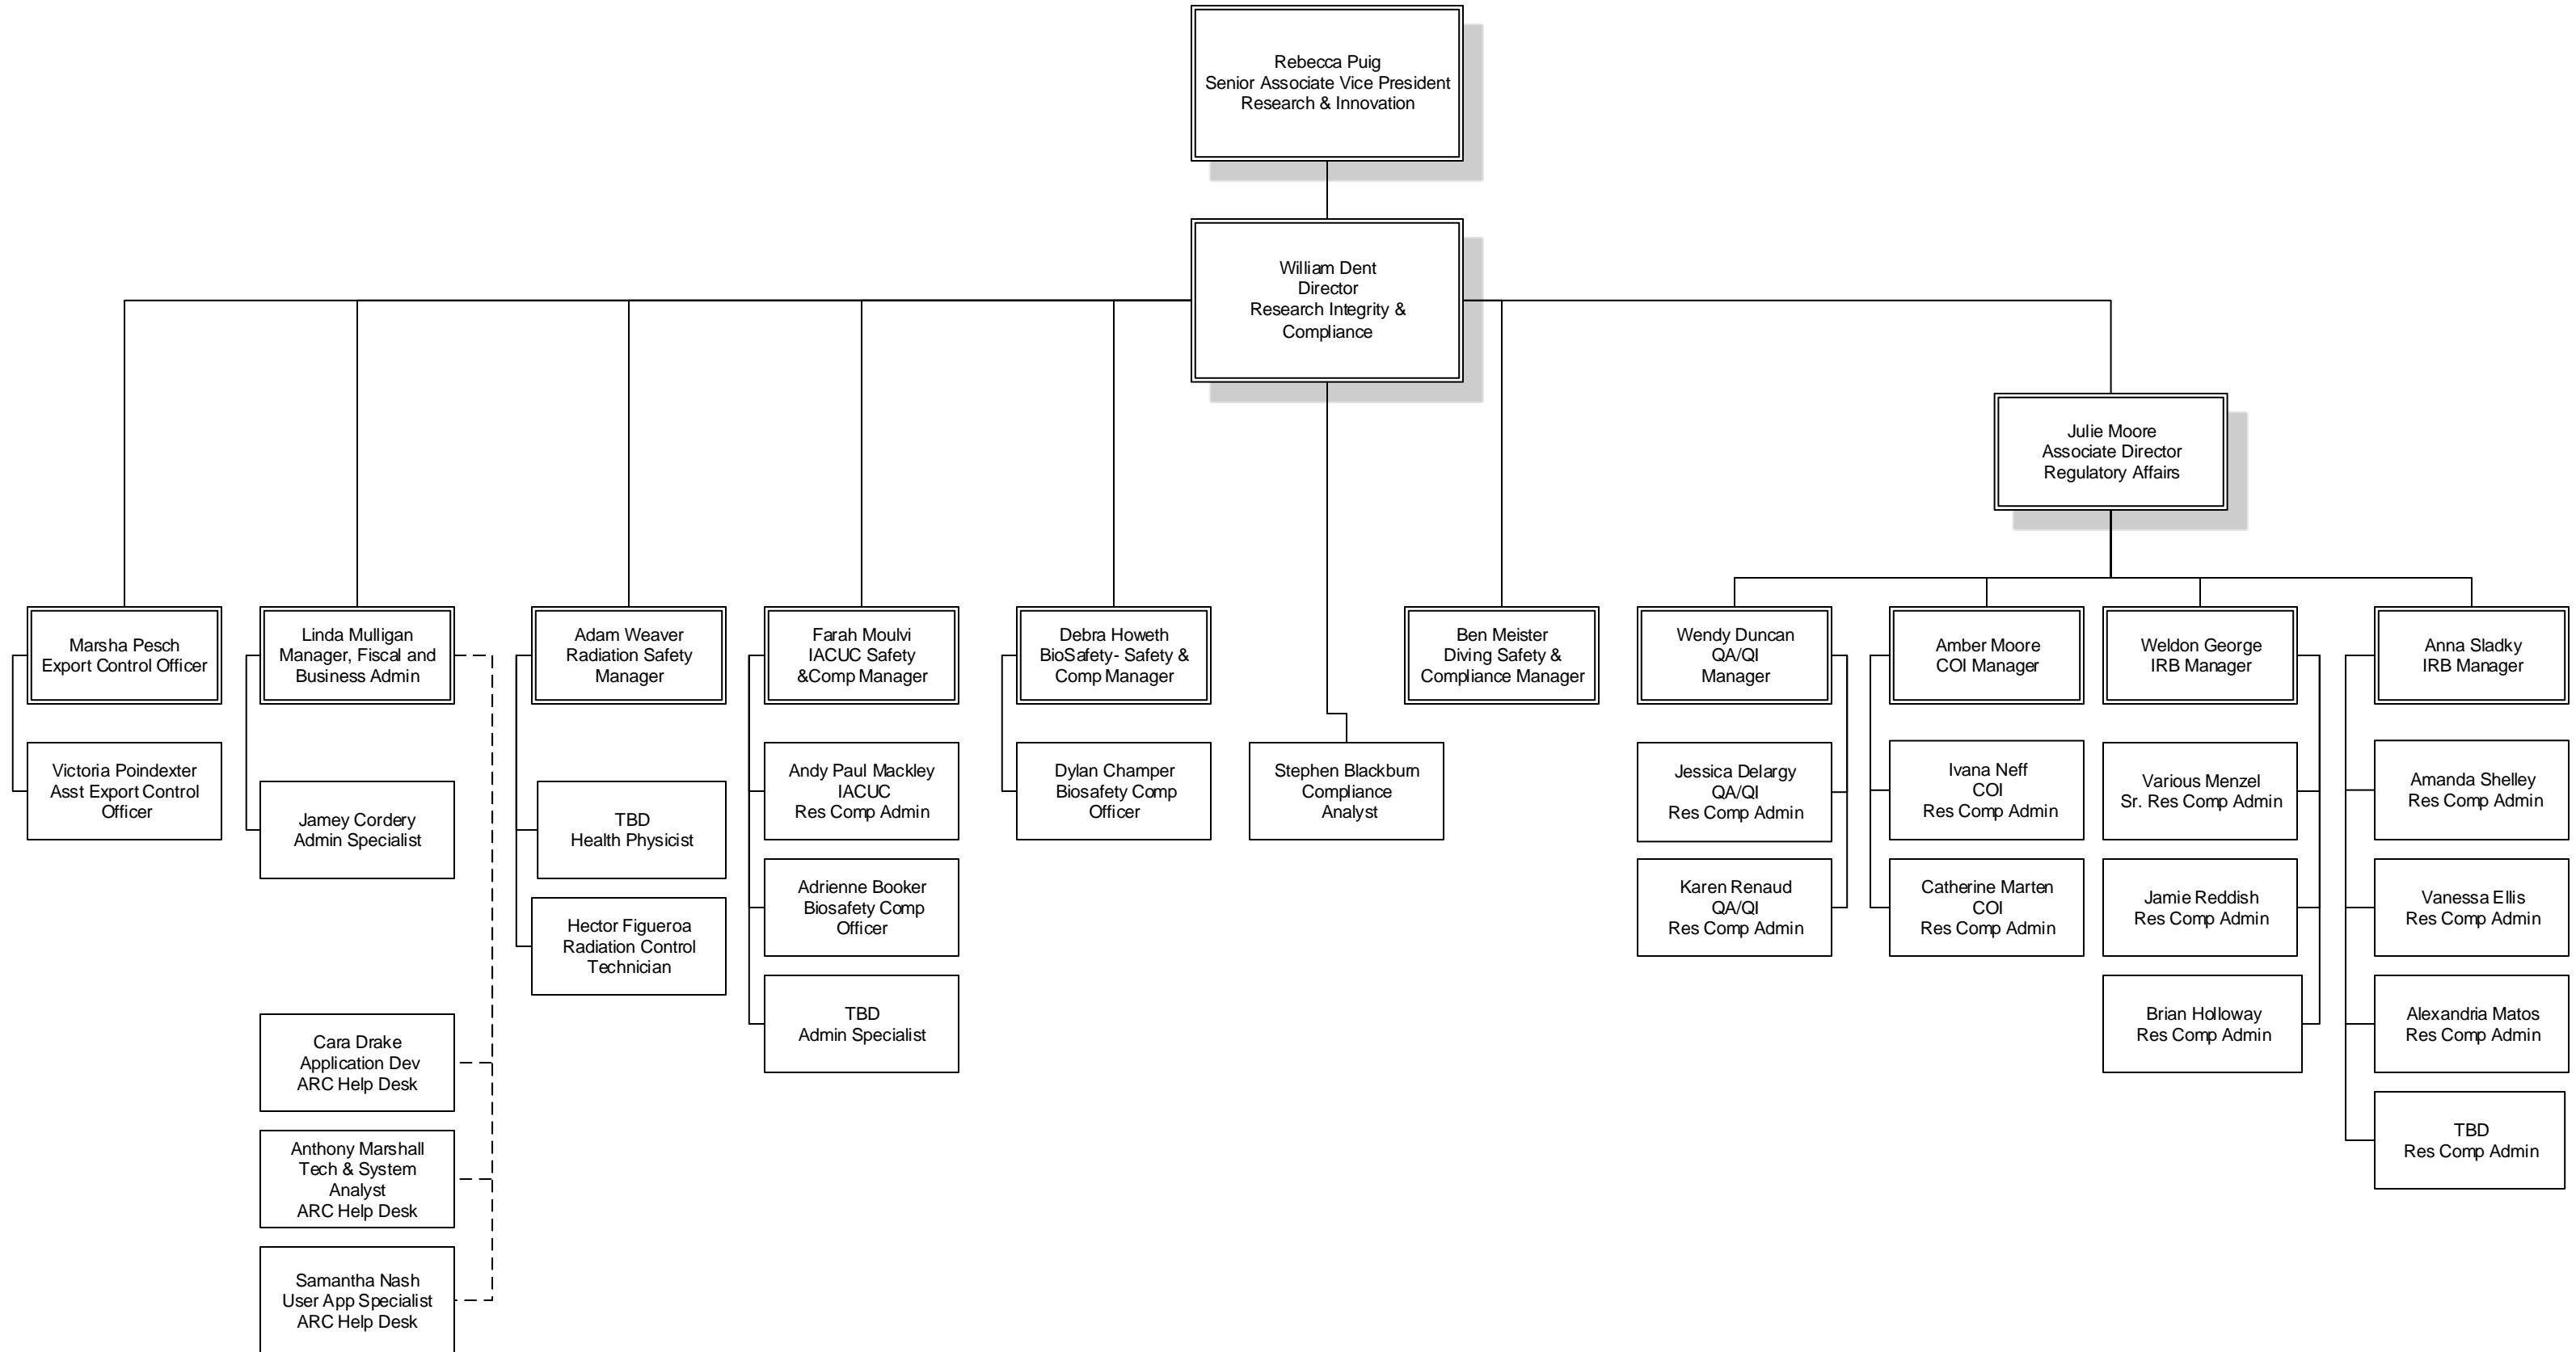 Rebecca Puig
Senior Associate Vice President
Research & Innovation
William Dent
Director
Research Integrity &
Compliance
Julie Moore
Associate Director
Regulatory Affairs
Marsha Pesch
Export Control Officer
Linda Mulligan
Manager, Fiscal and
Business Admin
Adam Weaver
Radiation Safety
Manager
Farah Moulvi
IACUC Safety
&Comp Manager
Debra Howeth
BioSafety- Safety &
Comp Manager
Ben Meister
Diving Safety &
Compliance Manager
Wendy Duncan
QA/QI
Manager
Amber Moore
COI Manager
Weldon George
IRB Manager
Anna Sladky
IRB Manager
Victoria Poindexter
Asst Export Control
Officer
Jamey Cordery
Admin Specialist
TBD
Health Physicist
Andy Paul Mackley
IACUC
Res Comp Admin
Dylan Champer
Biosafety Comp
Officer
Stephen Blackburn
Compliance
Analyst
Jessica Delargy
QA/QI
Res Comp Admin
Ivana Neff
COI
Res Comp Admin
Various Menzel
Sr. Res Comp Admin
Amanda Shelley
Res Comp Admin
Hector Figueroa
Radiation Control
Technician
Adrienne Booker
Biosafety Comp
Officer
Karen Renaud
QA/QI
Res Comp Admin
Catherine Marten
COI
Res Comp Admin
Jamie Reddish
Res Comp Admin
Vanessa Ellis
Res Comp Admin
TBD
Admin Specialist
Brian Holloway
Res Comp Admin
Alexandria Matos
Res Comp Admin
Cara Drake
Application Dev
ARC Help Desk
Anthony Marshall
Tech & System
Analyst
ARC Help Desk
TBD
Res Comp Admin
Samantha Nash
User App Specialist
ARC Help Desk